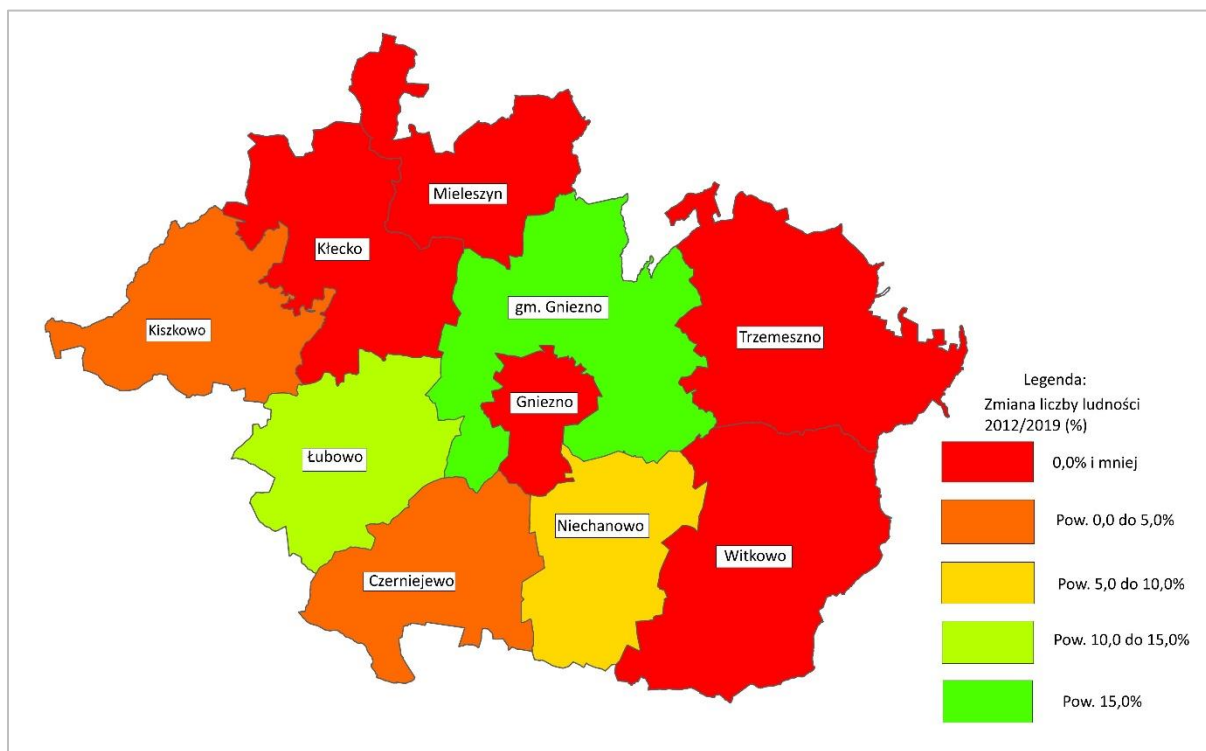 Mieleszyn
Kłecko
gm. Gniezno
Kiszkowo
Trzemeszno
Gniezno
Łubowo
Niechanowo
Witkowo
Czerniejewo
Legenda:
Zmiana liczby ludności
2012/2019 (%)
0,0% i mniej
Pow. 0,0 do 5,0%
Pow. 5,0 do 10,0%
Pow. 10,0 do 15,0%
Pow. 15,0%